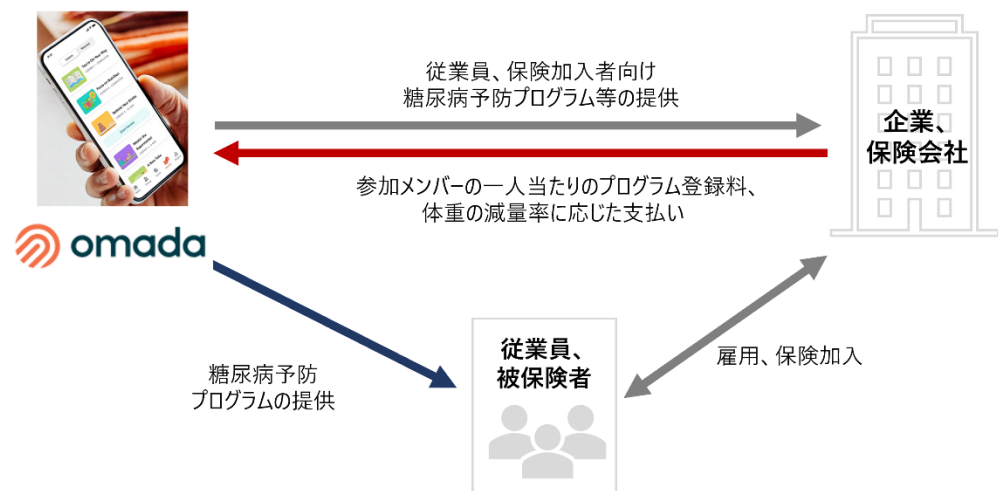 従業員、保険加入者向け
糖尿病予防プログラム等の提供
企業、
保険会社
参加メンバーの一人当たりのプログラム登録料、
体重の減量率に応じた支払い
omada
従業員、
被保険者
雇用、保険加入
糖尿病予防
プログラムの提供